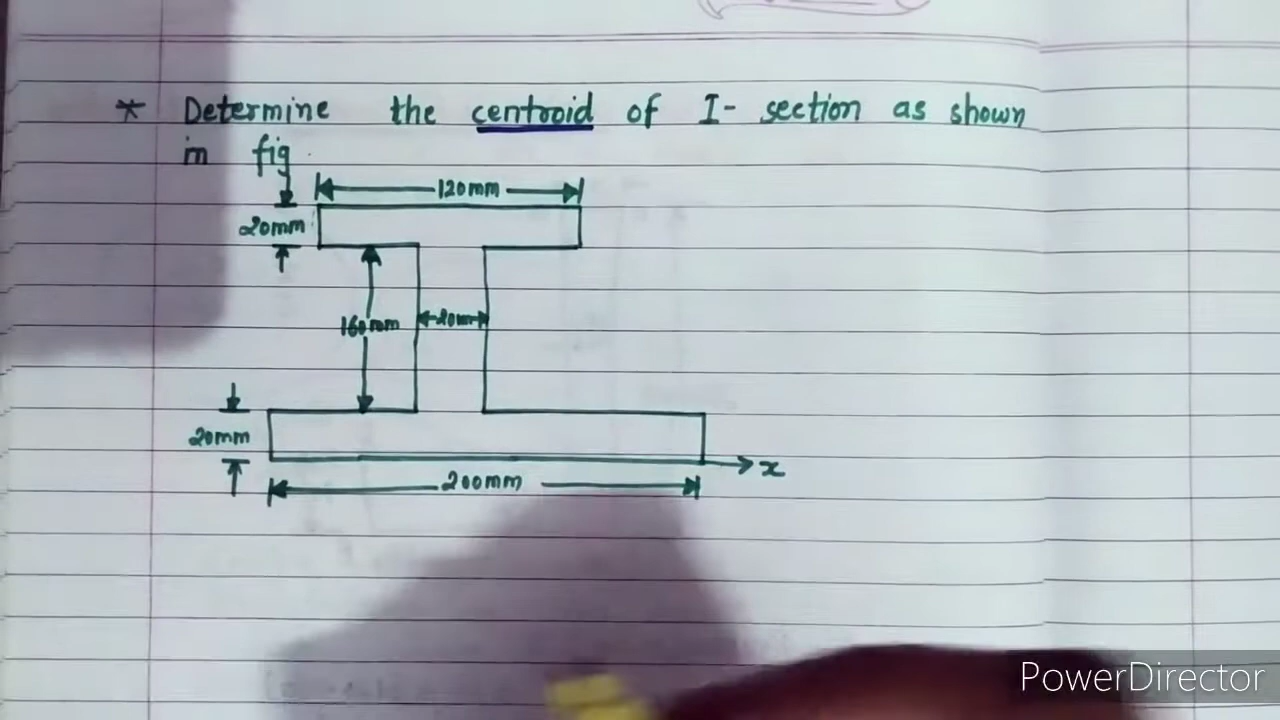 * Determine the centroid of I- section as shown
in fig.
120mm
20mm
160mm
20mm
20mm
x
200mm
PowerDirector